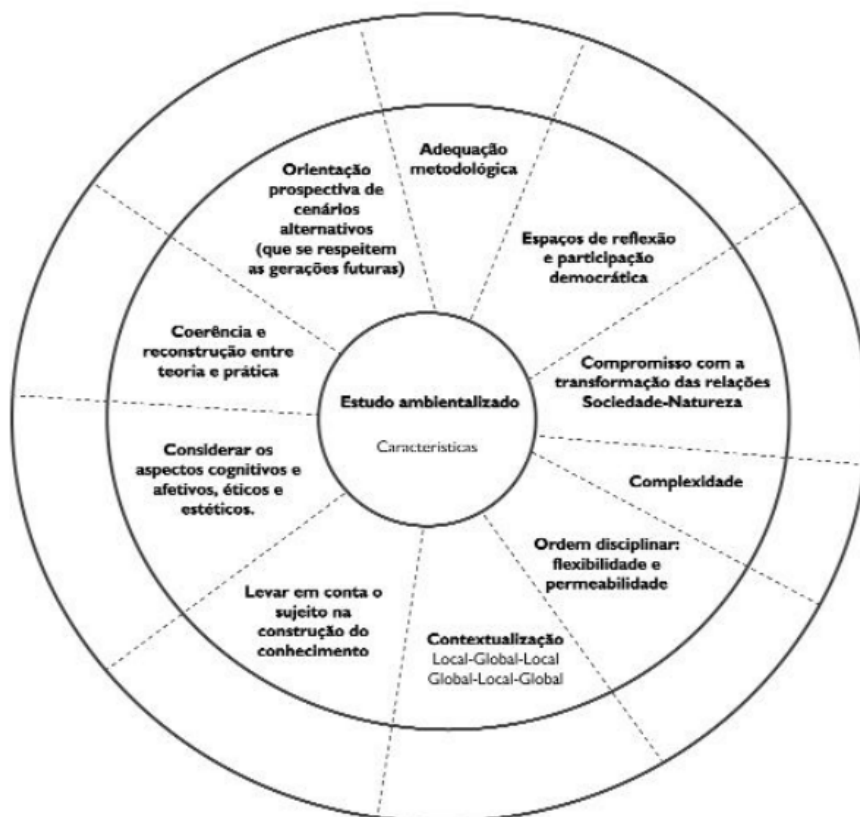 Adequação
metodológica
Orientação
prospectiva de
cenários
alternativos
(que se respeitem
as gerações futuras)
Espaços de reflexão
e participação
democrática
Coerência e
reconstrução entre
teoria e prática
Compromisso com a
transformação das relações
Sociedade-Natureza
Estudo ambientalizado
Características
Considerar os
aspectos cognitivos e
afetivos, éticos e
estéticos.
Complexidade
Ordem disciplinar:
flexibilidade e
permeabilidade
Levar em conta o
sujeito na
construção do
conhecimento
Contextualização
Local-Global-Local
Global-Local-Global